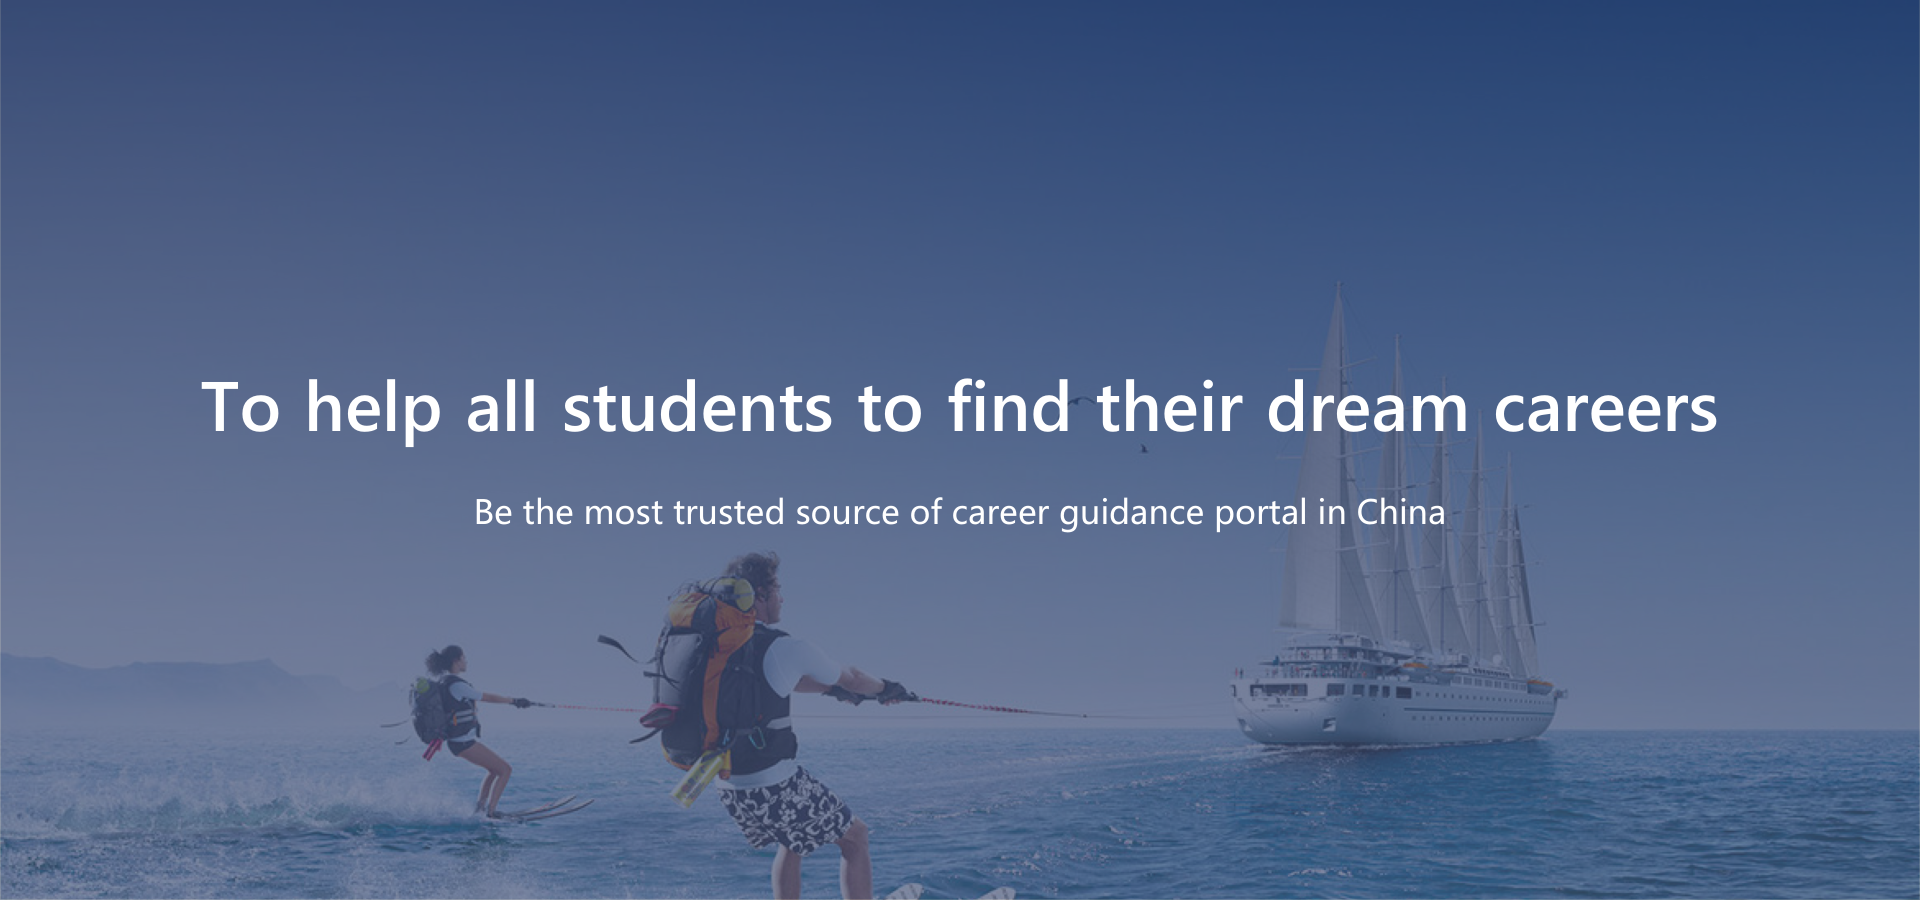 To help all students to find their dream careers
Be the most trusted source of career guidance portal in China